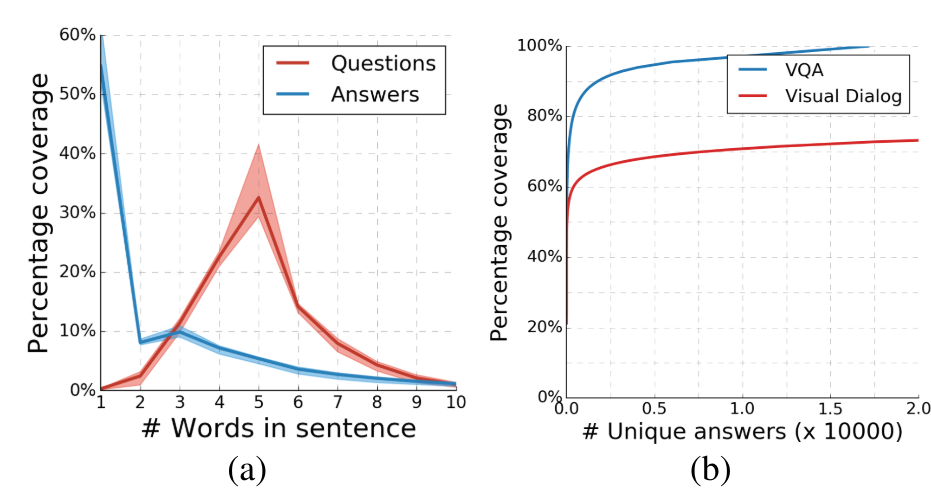 60%
50%
40%
30%
20%
10%
0%
Percentage coverage
Questions
Answers
1 2 3 4 5 6 7 8 9 10
# Words in sentence
(a)
100%
80%
60%
40%
20%
0%
Percentage coverage
VQA
Visual Dialog
0.0 0.5 1.0 1.5 2.0
# Unique answers (x 10000)
(b)